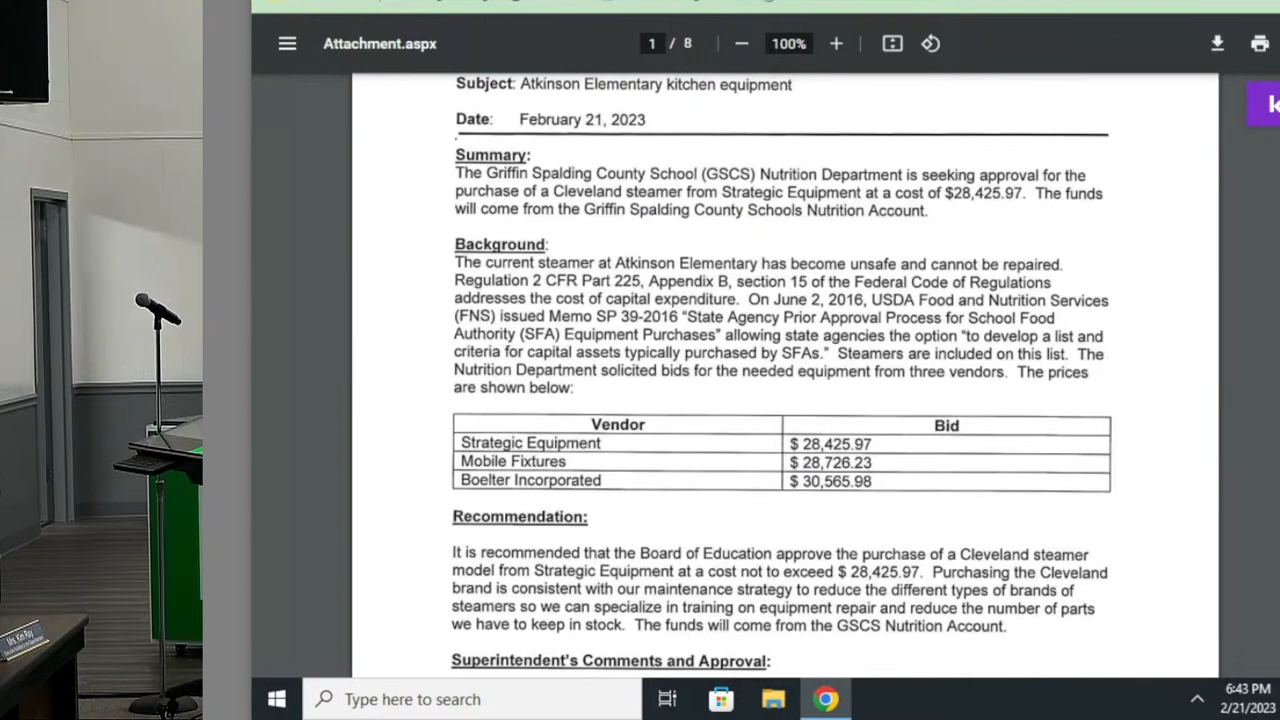 Attachment.aspx
1 / 8
100%
Subject: Atkinson Elementary kitchen equipment
Date: February 21, 2023
Summary:
The Griffin Spalding County School (GSCS) Nutrition Department is seeking approval for the
purchase of a Cleveland steamer from Strategic Equipment at a cost of $28,425.97. The funds
will come from the Griffin Spalding County Schools Nutrition Account.
Background:
The current steamer at Atkinson Elementary has become unsafe and cannot be repaired.
Regulation 2 CFR Part 225, Appendix B, section 15 of the Federal Code of Regulations
addresses the cost of capital expenditure. On June 2, 2016, USDA Food and Nutrition Services
(FNS) issued Memo SP 39-2016 “State Agency Prior Approval Process for School Food
Authority (SFA) Equipment Purchases” allowing state agencies the option “to develop a list and
criteria for capital assets typically purchased by SFAs.” Steamers are included on this list. The
Nutrition Department solicited bids for the needed equipment from three vendors. The prices
are shown below:
Vendor Bid
Strategic Equipment $ 28,425.97
Mobile Fixtures $ 28,726.23
Boelter Incorporated $ 30,565.98
Recommendation:
It is recommended that the Board of Education approve the purchase of a Cleveland steamer
model from Strategic Equipment at a cost not to exceed $ 28,425.97. Purchasing the Cleveland
brand is consistent with our maintenance strategy to reduce the different types of brands of
steamers so we can specialize in training on equipment repair and reduce the number of parts
we have to keep in stock. The funds will come from the GSCS Nutrition Account.
Superintendent's Comments and Approval:
Type here to search
6:43 PM
2/21/2023
Mrs. Kim Ray